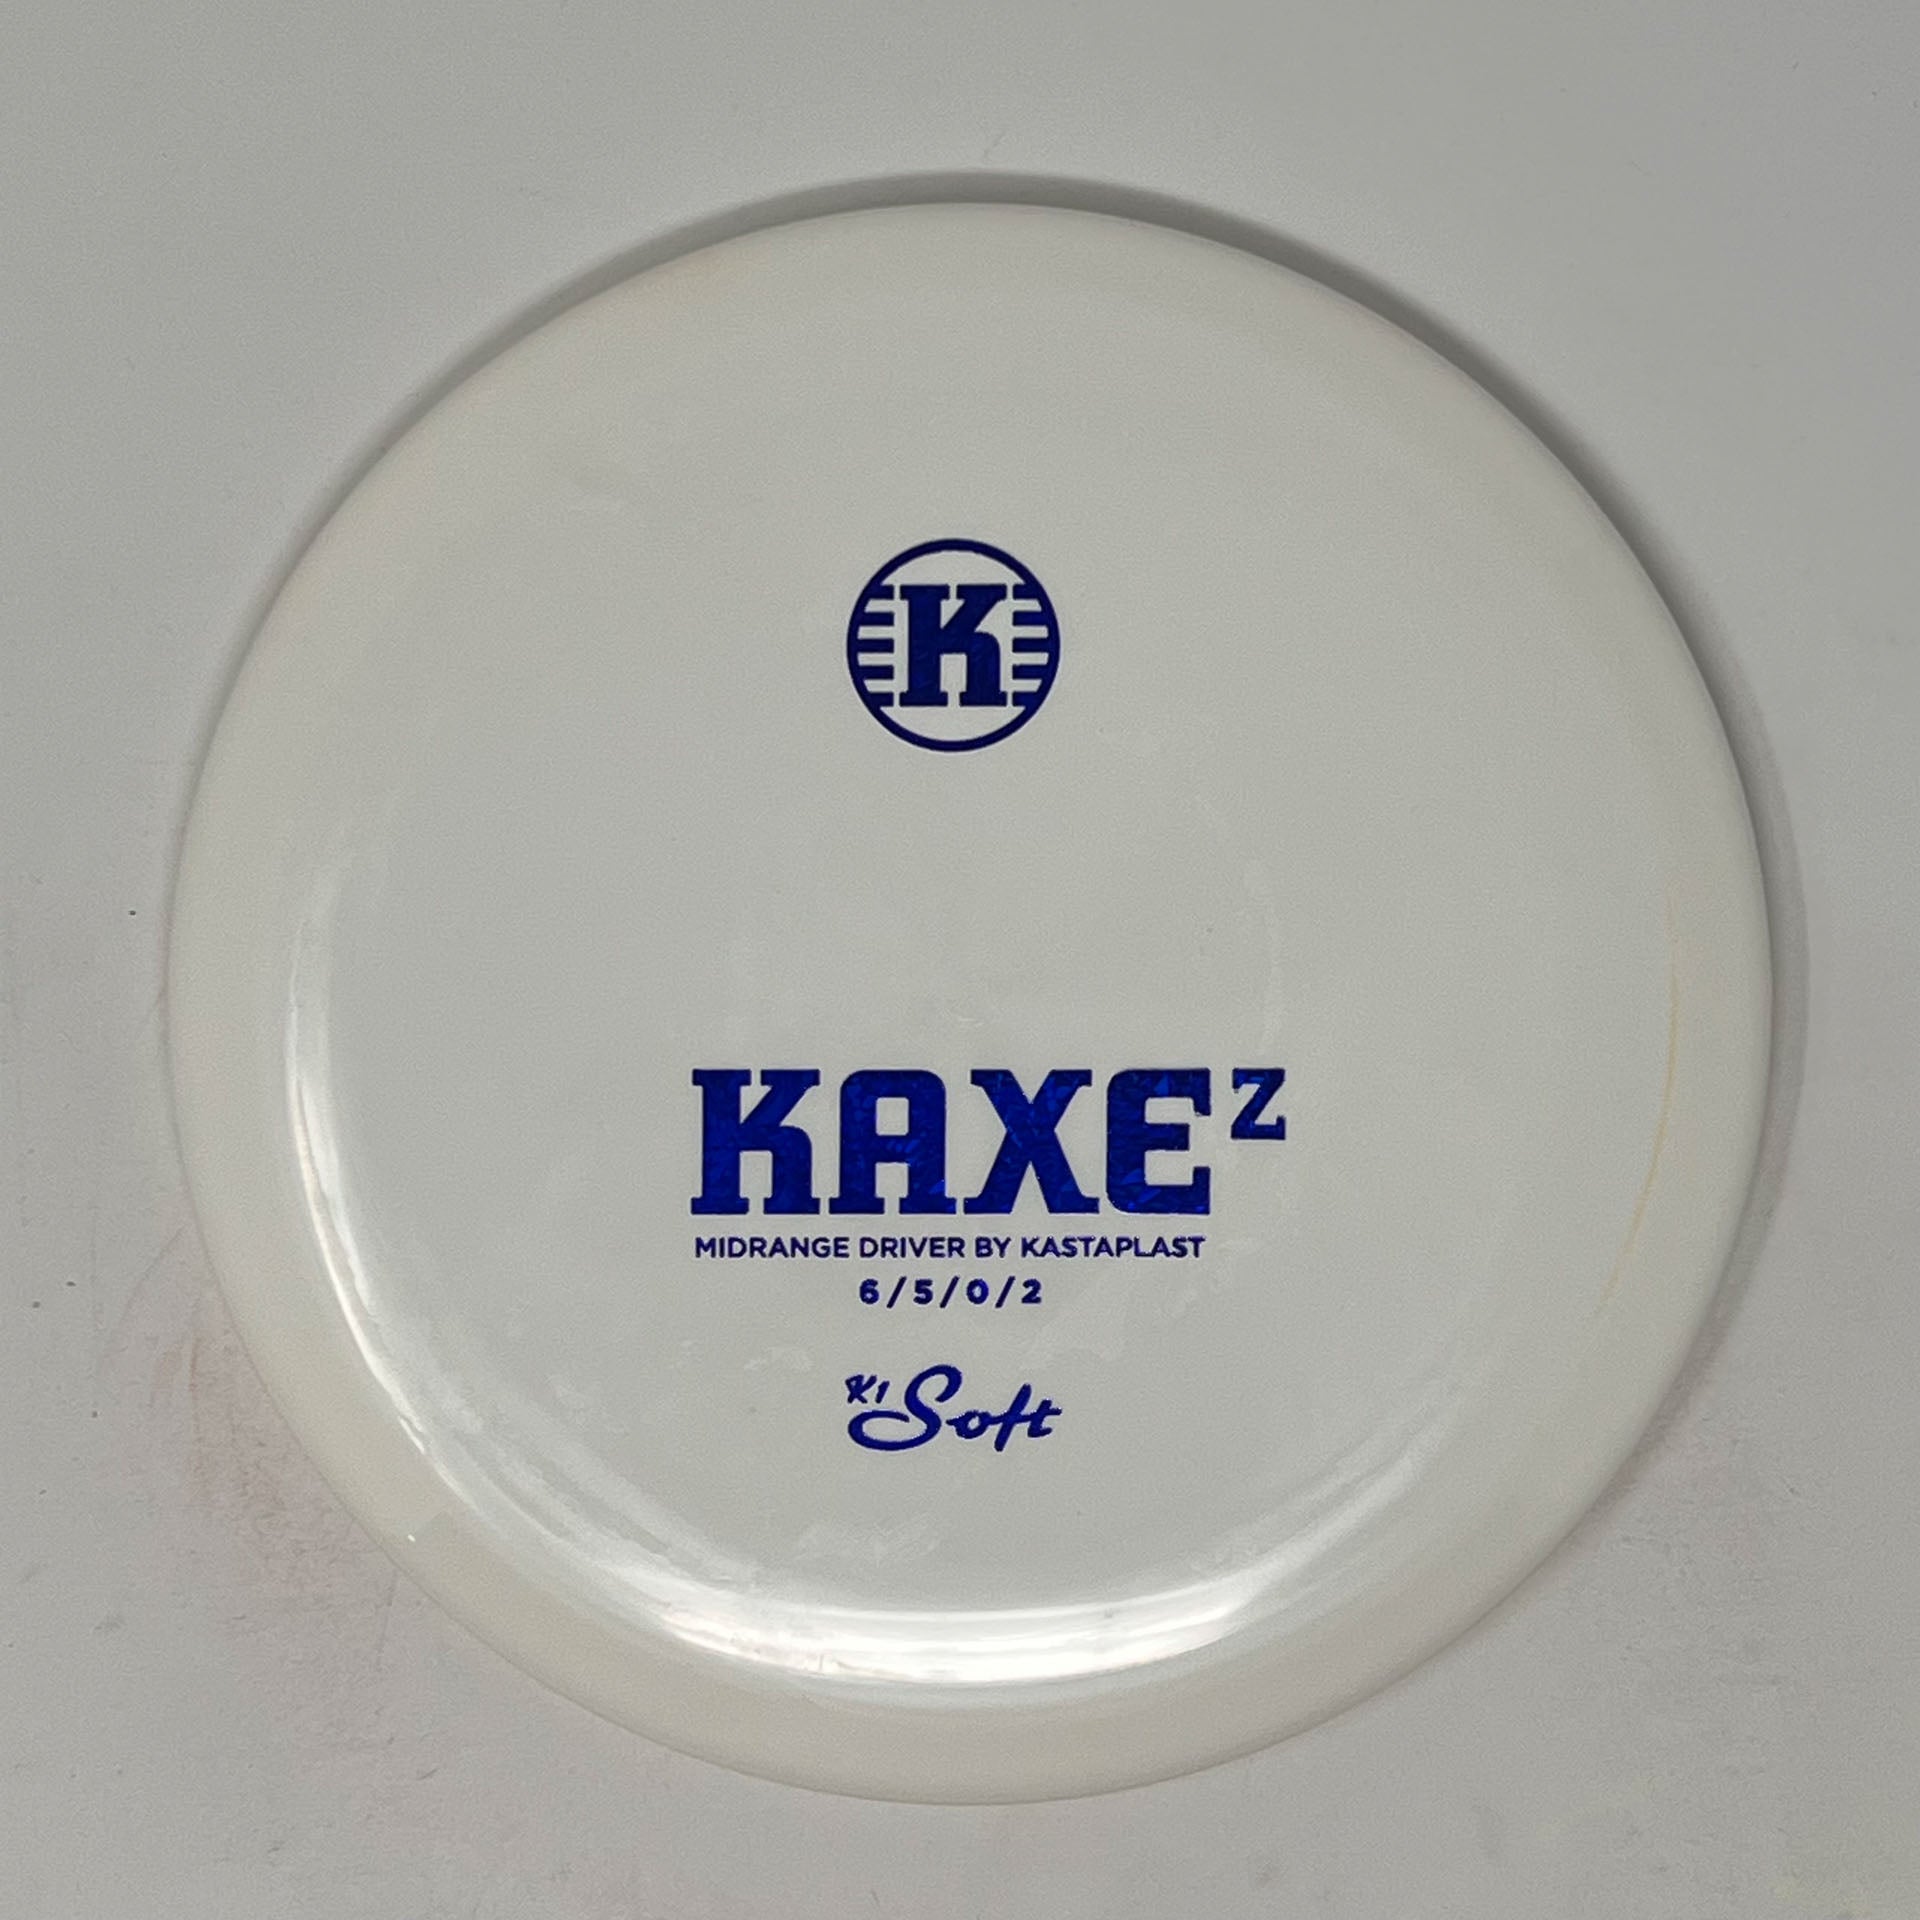 K
KAXE Z
MIDRANGE DRIVER BY KASTAPLAST
6/5/0/2
K1 Soft